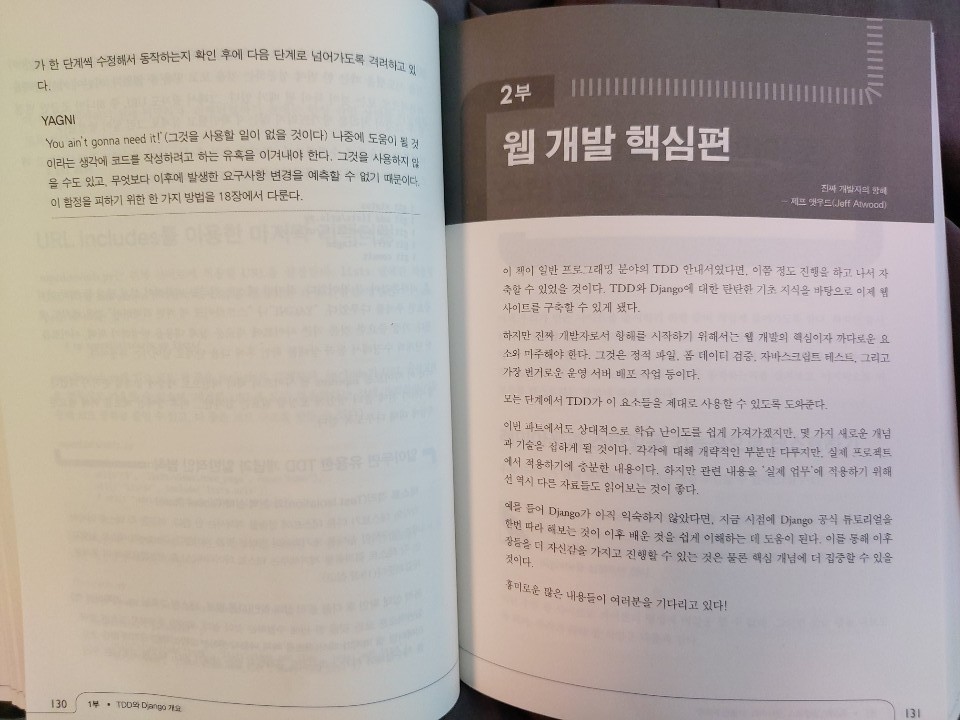 가 한 단계씩 수정해서 동작하는지 확인 후에 다음 단계로 넘어가도록 격려하고 있
다.
YAGNI
'You ain't gonna need it!'(그것을 사용할 일이 없을 것이다) 나중에 도움이 될 것
이라는 생각에 코드를 작성하려고 하는 유혹을 이겨내야 한다. 그것을 사용하지 않
을 수도 있고, 무엇보다 이후에 발생한 요구사항 변경을 예측할 수 없기 때문이다.
이 함정을 피하기 위한 한 가지 방법을 18장에서 다룬다.
130
1부 • TDD와 Django 개요
2부
웹 개발 핵심편
진짜 개발자의 항해
- 제프 앳우드(Jeff Atwood)
이 책이 일반 프로그래밍 분야의 TDD 안내서였다면, 이쯤 정도 진행을 하고 나서 자
축할 수 있었을 것이다. TDD와 Django에 대한 탄탄한 기초 지식을 바탕으로 이제 웹
사이트를 구축할 수 있게 됐다.
하지만 진짜 개발자로서 항해를 시작하기 위해서는 웹 개발의 핵심이자 까다로운 요
소와 마주해야 한다. 그것은 정적 파일, 폼 데이터 검증, 자바스크립트 테스트, 그리고
가장 번거로운 운영 서버 배포 작업 등이다.
모든 단계에서 TDD가 이 요소들을 제대로 사용할 수 있도록 도와준다.
이번 파트에서도 상대적으로 학습 난이도를 쉽게 가져가겠지만, 몇 가지 새로운 개념
과 기술을 접하게 될 것이다. 각각에 대해 개략적인 부분만 다루지만, 실제 프로젝트
에서 적용하기에 충분한 내용이다. 하지만 관련 내용을 '실제 업무'에 적용하기 위해
선 역시 다른 자료들도 읽어보는 것이 좋다.
예를 들어 Django가 아직 익숙하지 않았다면, 지금 시점에 Django 공식 튜토리얼을
한번 따라 해보는 것이 이후 배운 것을 쉽게 이해하는 데 도움이 된다. 이를 통해 이후
장들을 더 자신감을 가지고 진행할 수 있는 것은 물론 핵심 개념에 더 집중할 수 있을
것이다.
흥미로운 많은 내용들이 여러분을 기다리고 있다!
131